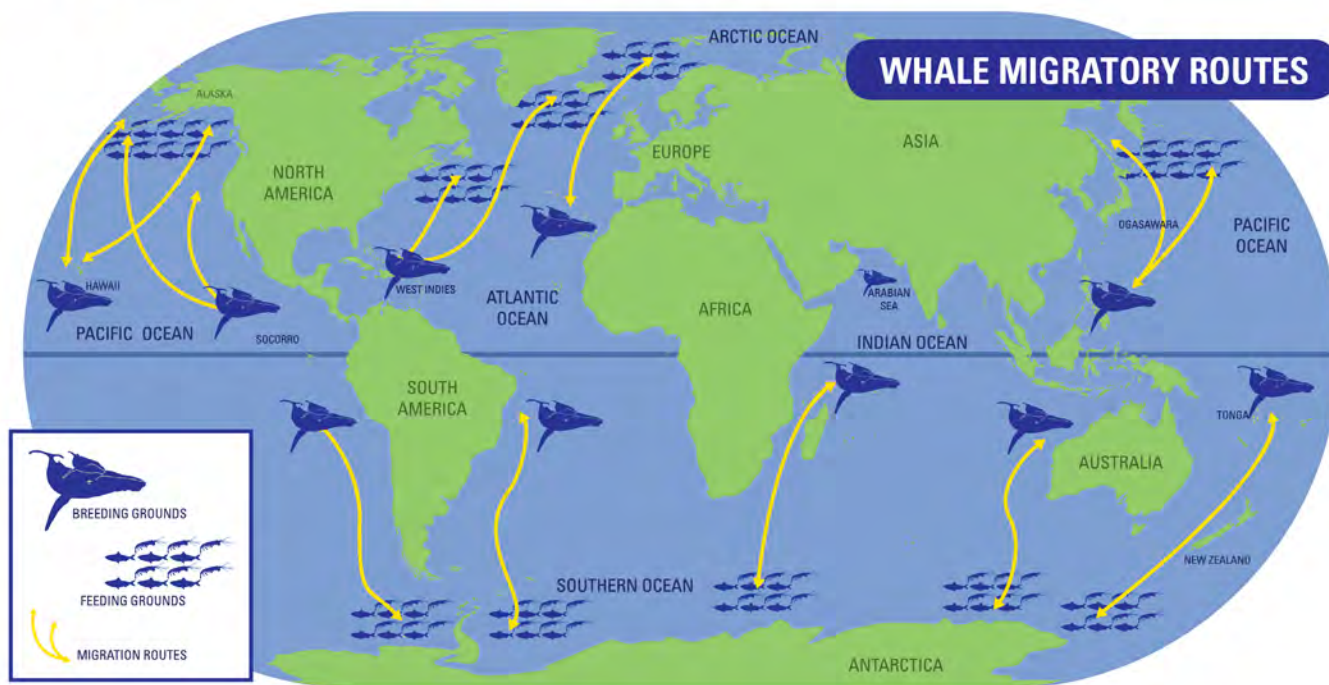 ARCTIC OCEAN
WHALE MIGRATORY ROUTES
ALASKA
NORTH
AMERICA
EUROPE
ASIA
OGASAWARA
PACIFIC
OCEAN
HAWAII
WEST INDIES
ATLANTIC
OCEAN
AFRICA
ARABIAN
SEA
PACIFIC OCEAN
SOCORRO
INDIAN OCEAN
SOUTH
AMERICA
TONGA
AUSTRALIA
BREEDING GROUNDS
FEEDING GROUNDS
MIGRATION ROUTES
SOUTHERN OCEAN
NEW ZEALAND
ANTARCTICA